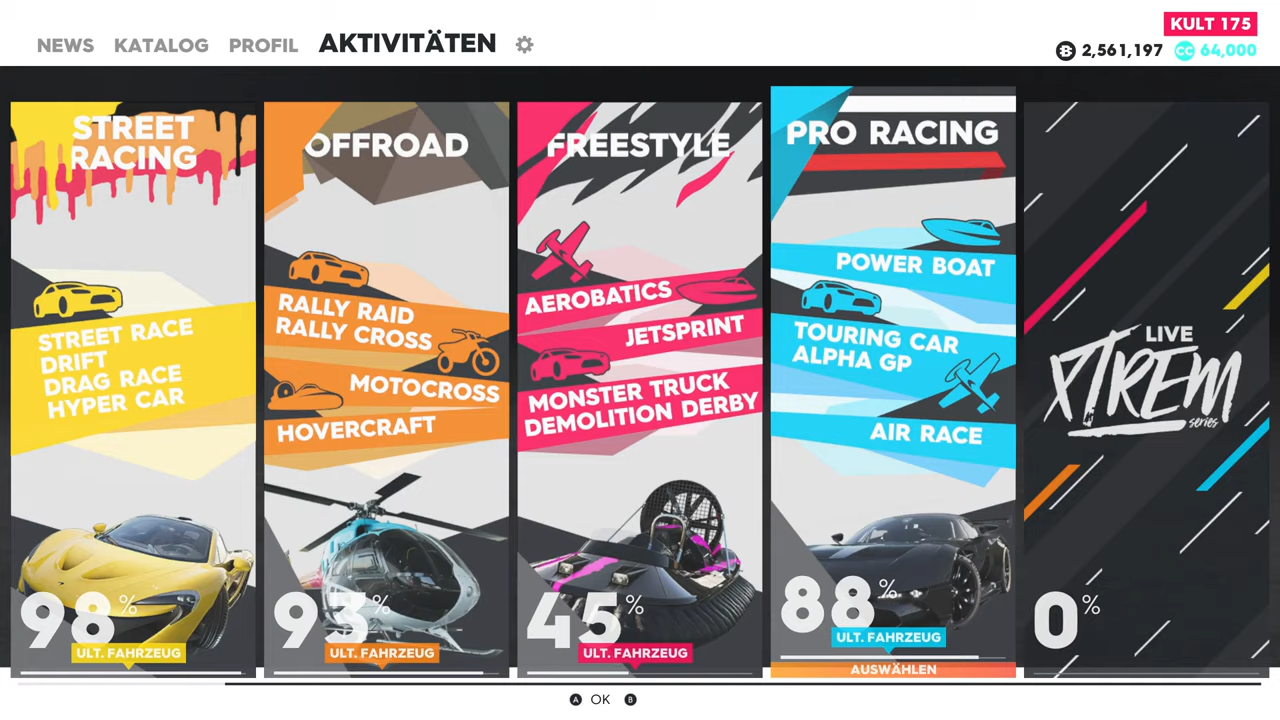 KULT 175
NEWS KATALOG PROFIL AKTIVITÄTEN
2,561,197 CC 64,000
STREET
RACING
STREET RACE
DRIFT
DRAG RACE
HYPER CAR
98%
ULT. FAHRZEUG
OFFROAD
RALLY RAID
RALLY CROSS
MOTOCROSS
HOVERCRAFT
93%
ULT. FAHRZEUG
FREESTYLE
AEROBATICS
JETSPRINT
MONSTER TRUCK
DEMOLITION DERBY
45%
ULT. FAHRZEUG
PRO RACING
POWER BOAT
TOURING CAR
ALPHA GP
AIR RACE
88%
ULT. FAHRZEUG
AUSWÄHLEN
LIVE
XTREM
series
0%
A OK B